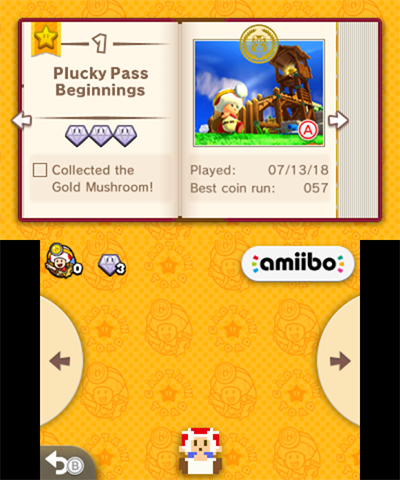 1
Plucky Pass
Beginnings
Collected the
Gold Mushroom!
A
Played: 07/13/18
Best coin run: 057
0
3
amiibo
B